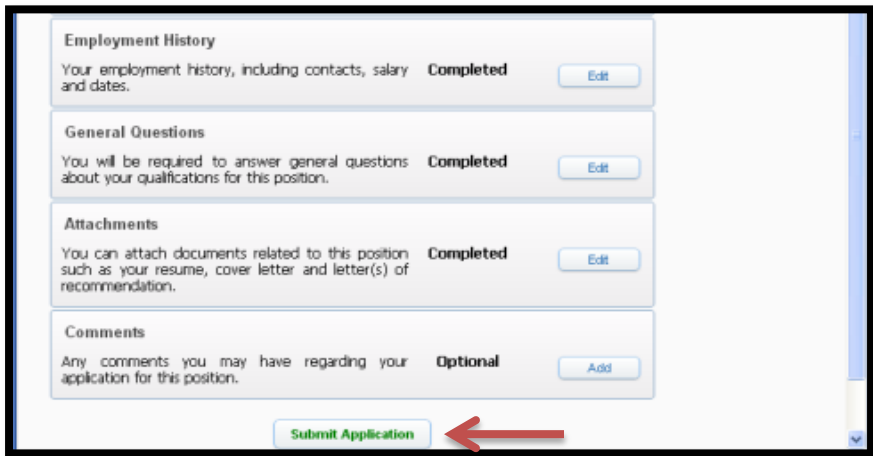 Employment History
Your employment history, including contacts, salary
and dates.
Completed
Edit
General Questions
You will be required to answer general questions
about your qualifications for this position.
Completed
Edit
Attachments
You can attach documents related to this position
such as your resume, cover letter and letter(s) of
recommendation.
Completed
Edit
Comments
Any comments you may have regarding your
application for this position.
Optional
Add
Submit Application